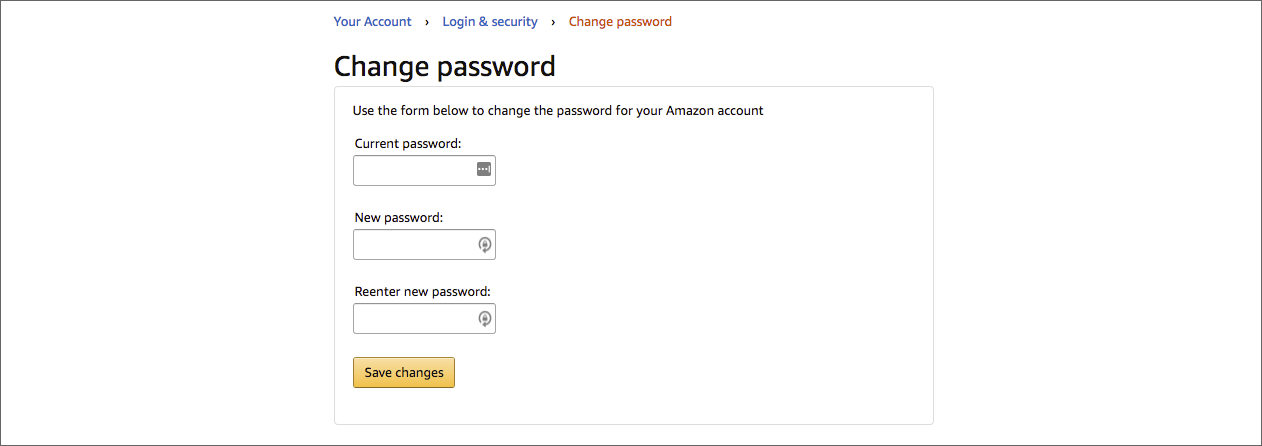 Your Account › Login & security › Change password
Change password
Use the form below to change the password for your Amazon account
Current password:
New password:
Reenter new password:
Save changes